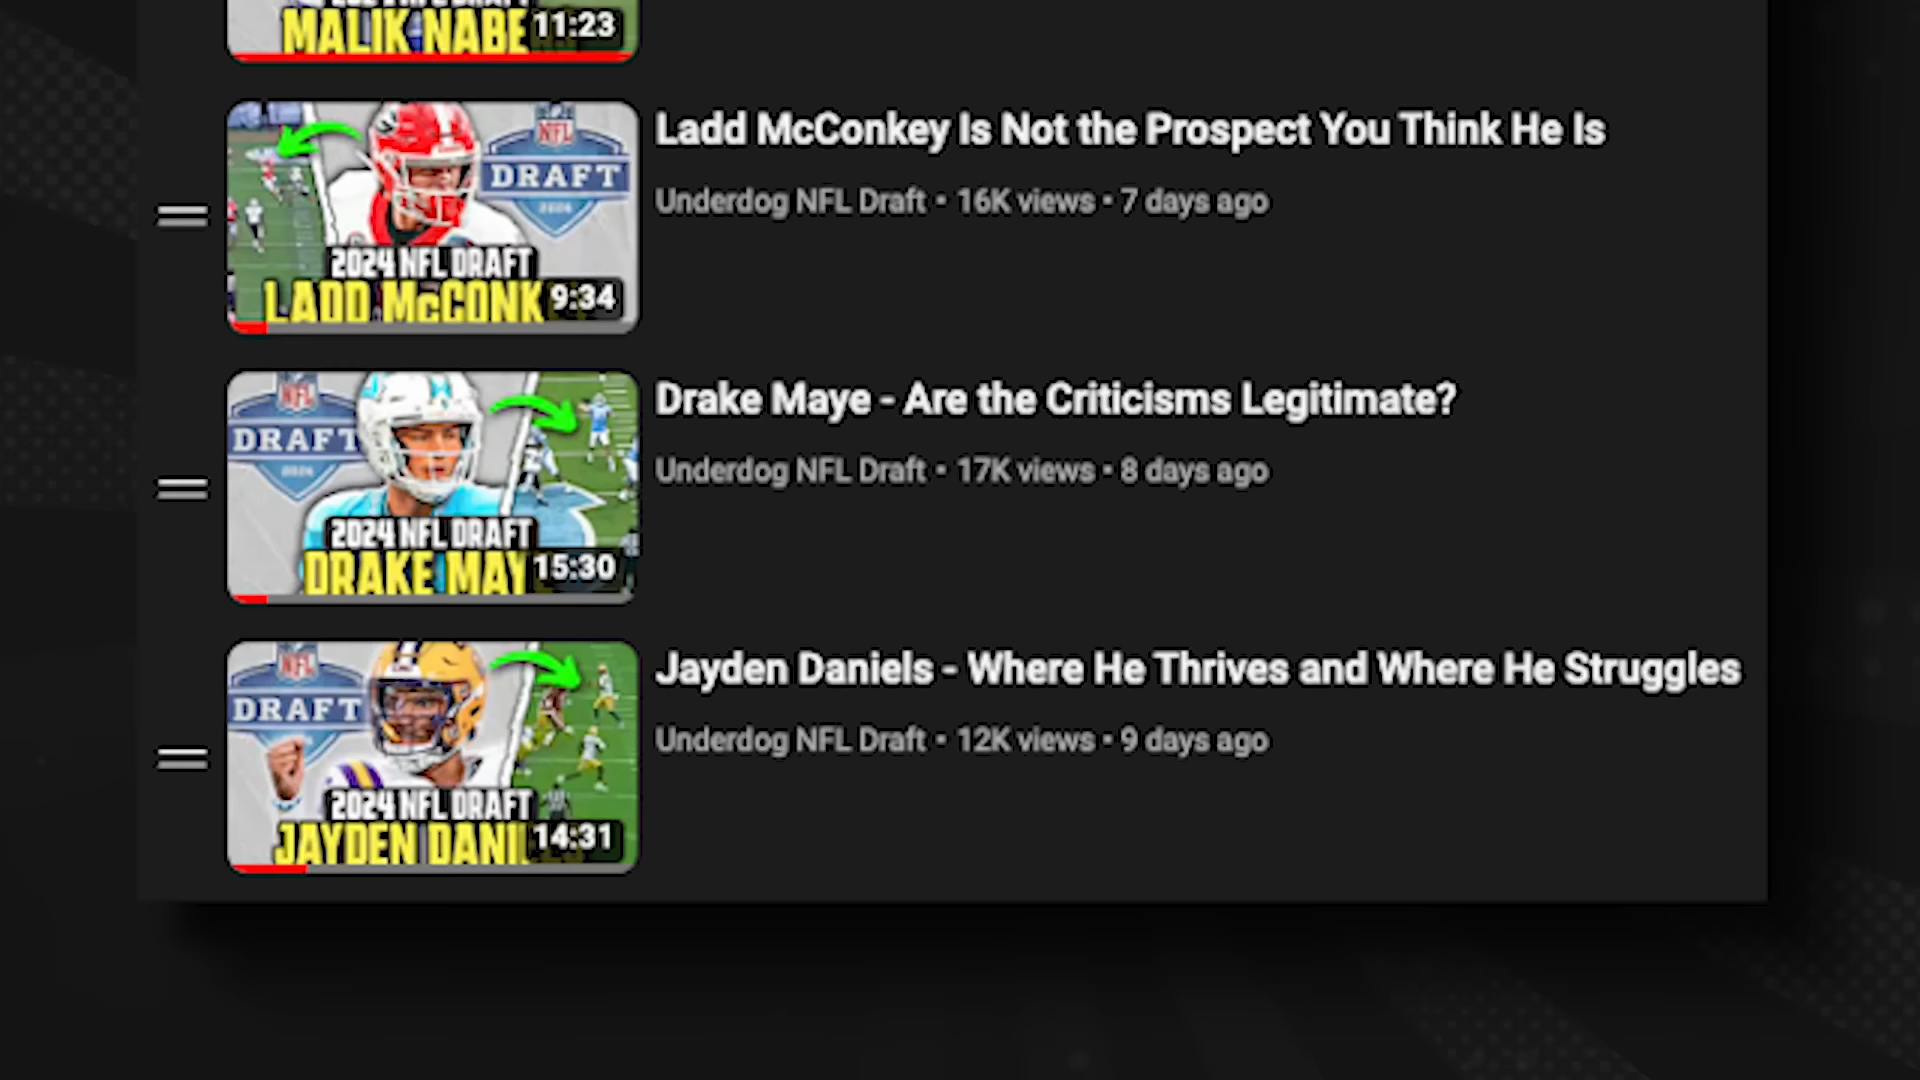 MALIK NABE
11:23
NFL
DRAFT
2024
2024 NFL DRAFT
LADD McCONK
9:34
Ladd McConkey Is Not the Prospect You Think He Is
Underdog NFL Draft • 16K views • 7 days ago
NFL
DRAFT
2024
2024 NFL DRAFT
DRAKE MAY
15:30
Drake Maye - Are the Criticisms Legitimate?
Underdog NFL Draft • 17K views • 8 days ago
NFL
DRAFT
2024 NFL DRAFT
JAYDEN DANI
14:31
Jayden Daniels - Where He Thrives and Where He Struggles
Underdog NFL Draft • 12K views • 9 days ago